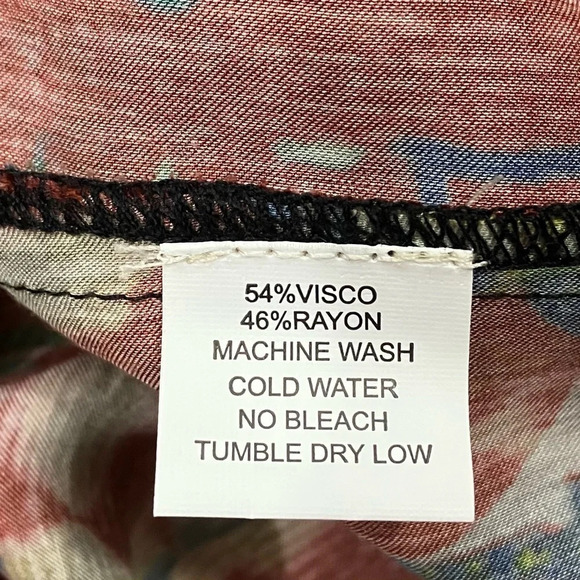 54%VISCO
46%RAYON
MACHINE WASH
COLD WATER
NO BLEACH
TUMBLE DRY LOW